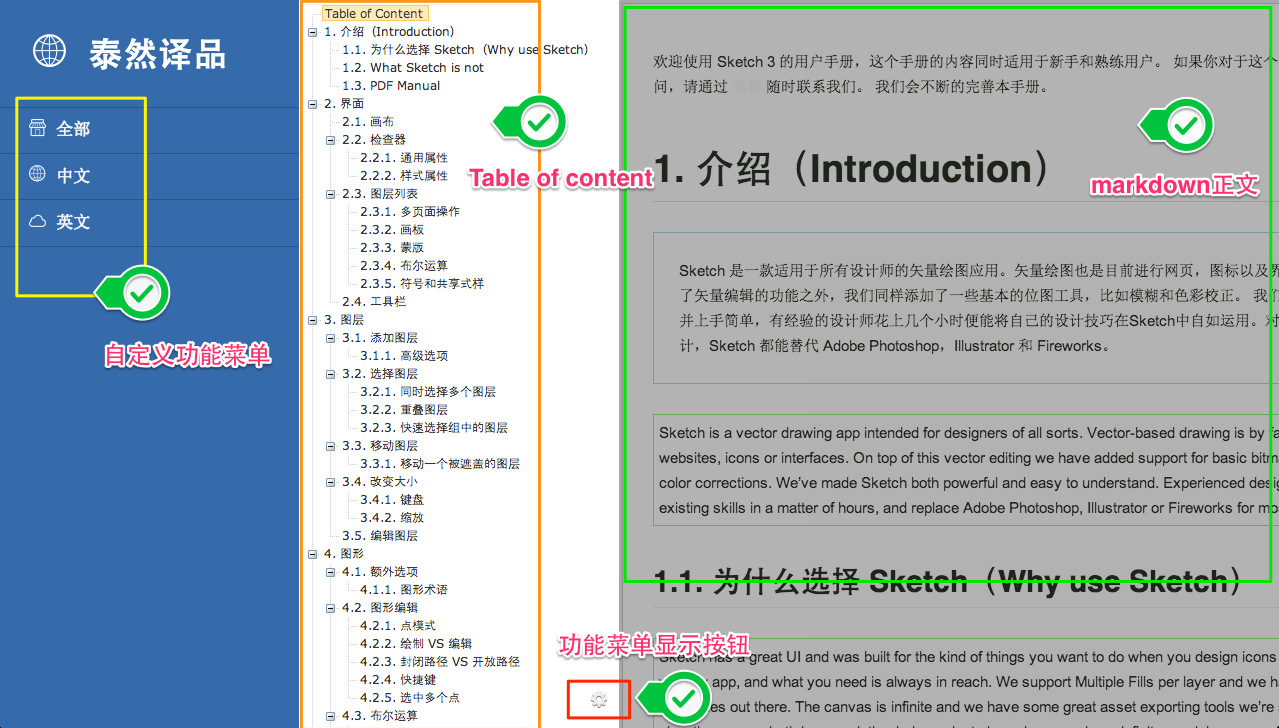 泰然译品
全部
中文
英文
自定义功能菜单
Table of Content
1. 介绍（Introduction）
1.1. 为什么选择 Sketch（Why use Sketch）
1.2. What Sketch is not
1.3. PDF Manual
2. 界面
2.1. 画布
2.2. 检查器
2.2.1. 通用属性
2.2.2. 样式属性
2.3. 图层列表
2.3.1. 多页面操作
2.3.2. 画板
2.3.3. 蒙版
2.3.4. 布尔运算
2.3.5. 符号和共享式样
2.4. 工具栏
3. 图层
3.1. 添加图层
3.1.1. 高级选项
3.2. 选择图层
3.2.1. 同时选择多个图层
3.2.2. 重叠图层
3.2.3. 快速选择组中的图层
3.3. 移动图层
3.3.1. 移动一个被遮盖的图层
3.4. 改变大小
3.4.1. 键盘
3.4.2. 缩放
3.5. 编辑图层
4. 图形
4.1. 额外选项
4.1.1. 图形术语
4.2. 图形编辑
4.2.1. 点模式
4.2.2. 绘制 VS 编辑
4.2.3. 封闭路径 VS 开放路径
4.2.4. 快捷键
4.2.5. 选中多个点
4.3. 布尔运算
Table of content
功能菜单显示按钮
欢迎使用 Sketch 3 的用户手册，这个手册的内容同时适用于新手和熟练用户。 如果你对于这个
问，请通过 随时联系我们。 我们会不断的完善本手册。
1. 介绍（Introduction）
markdown正文
Sketch 是一款适用于所有设计师的矢量绘图应用。矢量绘图也是目前进行网页，图标以及界
了矢量编辑的功能之外，我们同样添加了一些基本的位图工具，比如模糊和色彩校正。 我们
并上手简单，有经验的设计师花上几个小时便能将自己的设计技巧在Sketch中自如运用。对
计，Sketch 都能替代 Adobe Photoshop，Illustrator 和 Fireworks。
Sketch is a vector drawing app intended for designers of all sorts. Vector-based drawing is by fa
websites, icons or interfaces. On top of this vector editing we have added support for basic bitm
color corrections. We've made Sketch both powerful and easy to understand. Experienced desig
existing skills in a matter of hours, and replace Adobe Photoshop, Illustrator or Fireworks for mo
1.1. 为什么选择 Sketch（Why use Sketch）
Sketch has a great UI and was built for the kind of things you want to do when you design icons
app, and what you need is always in reach. We support Multiple Fills per layer and we ha
es out there. The canvas is infinite and we have some great asset exporting tools we're